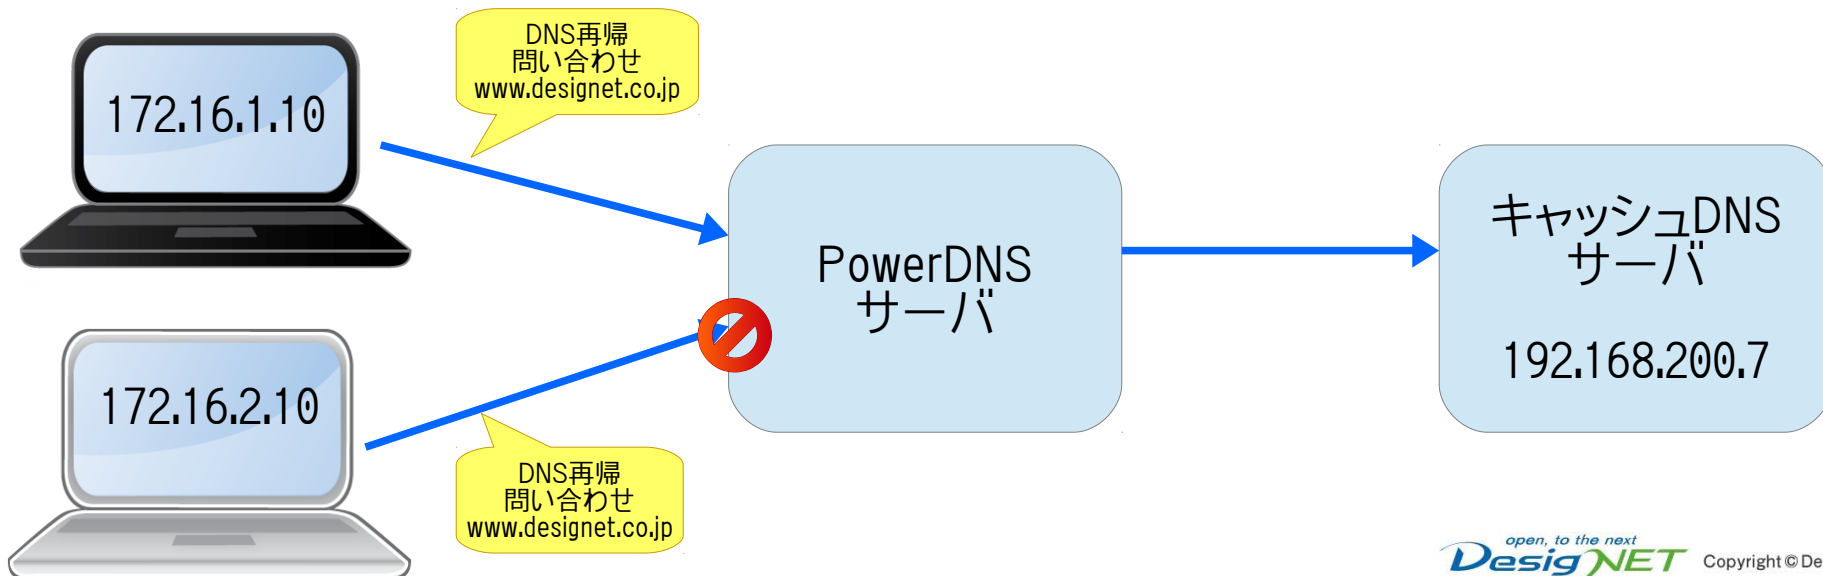 172.16.1.10
DNS再帰
問い合わせ
www.designet.co.jp
PowerDNS
サーバ
キャッシュDNS
サーバ
192.168.200.7
172.16.2.10
DNS再帰
問い合わせ
www.designet.co.jp
open, to the next
DesigNET
Copyright © De